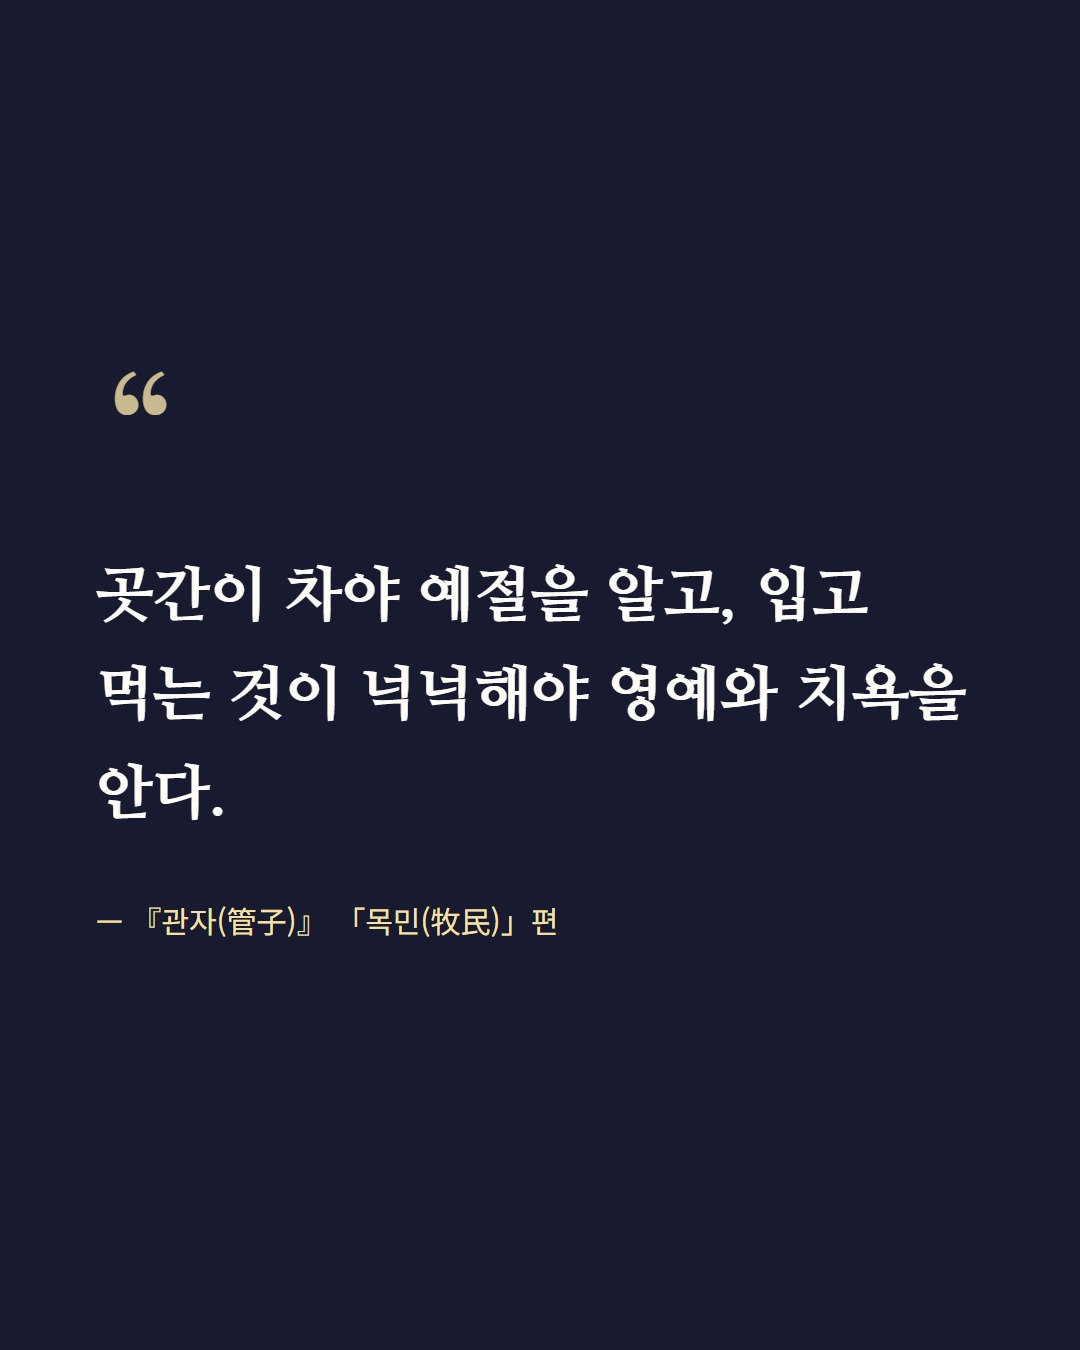 “
곳간이 차야 예절을 알고, 입고
먹는 것이 넉넉해야 영예와 치욕을
안다.
— 『관자(管子)』 「목민(牧民)」편